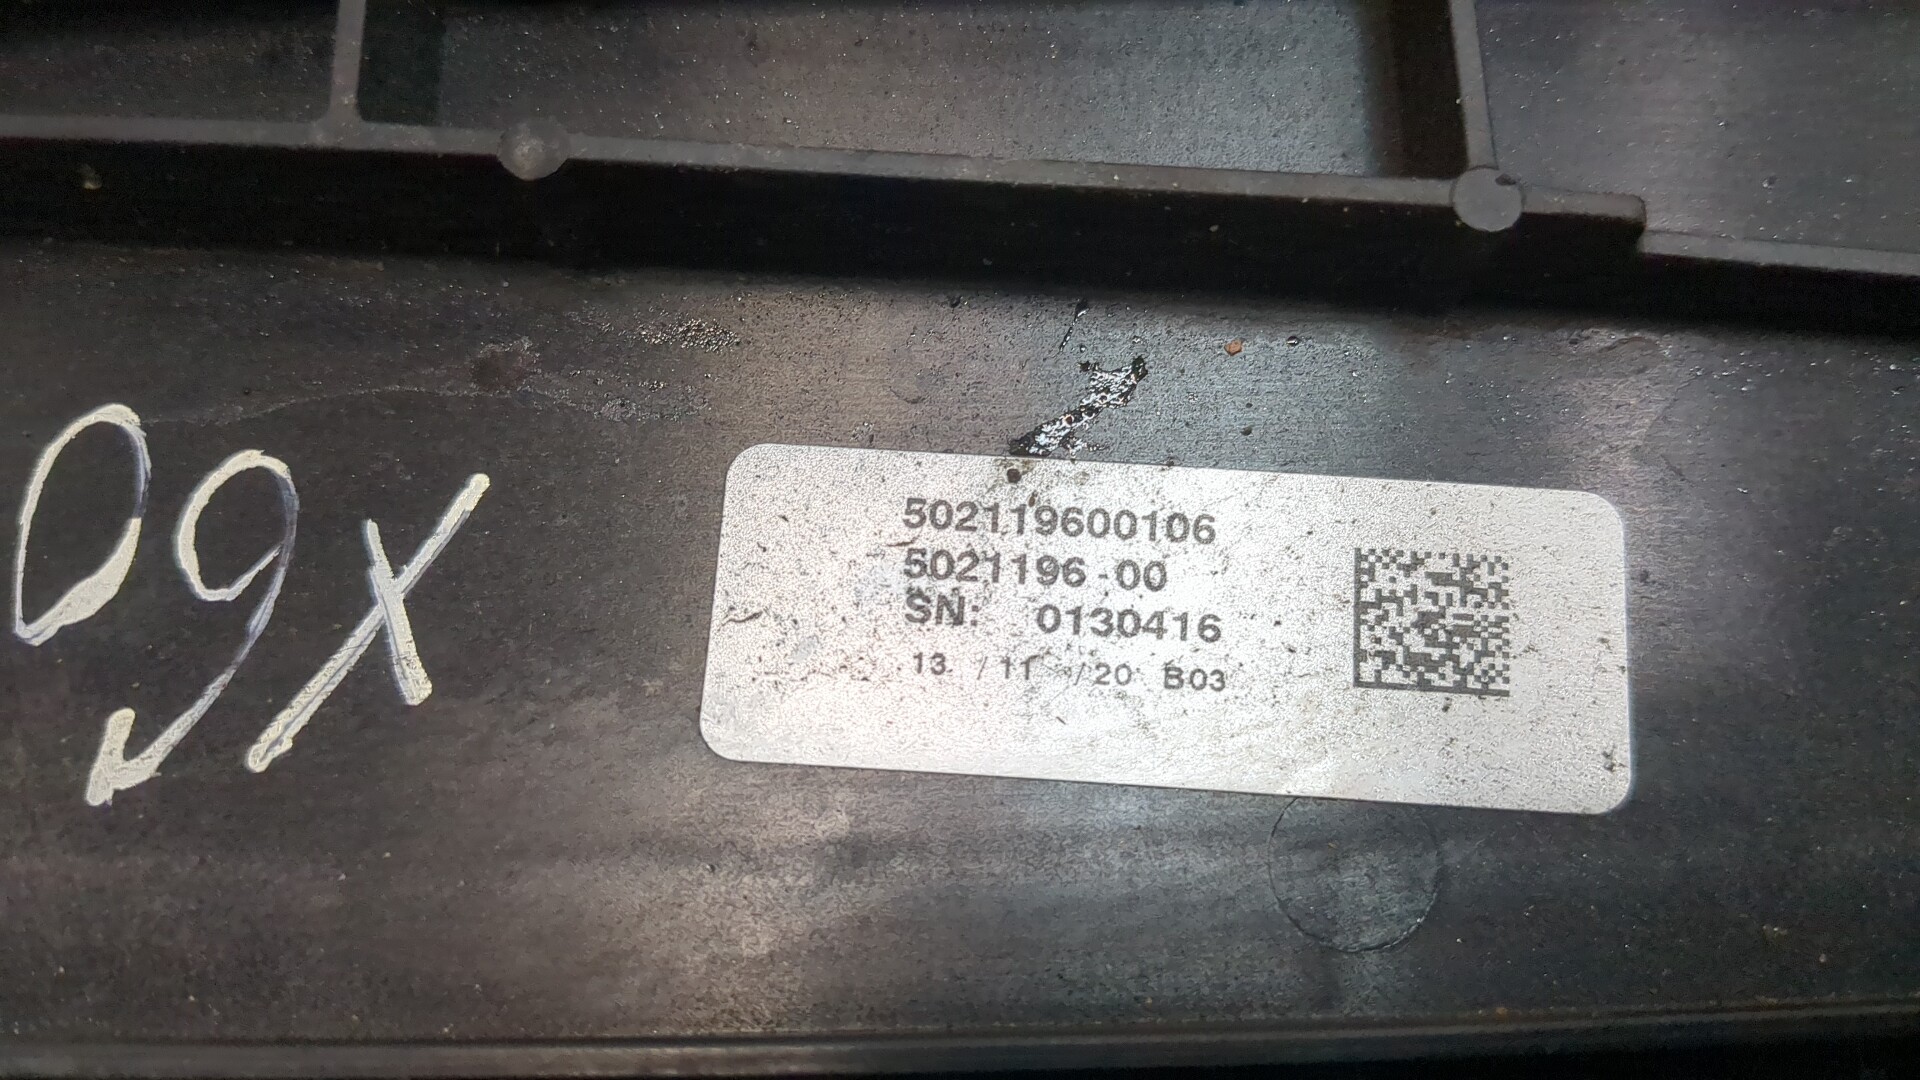 09X
502119600106
5021196-00
SN: 0130416
13 / 11 / 20 B03